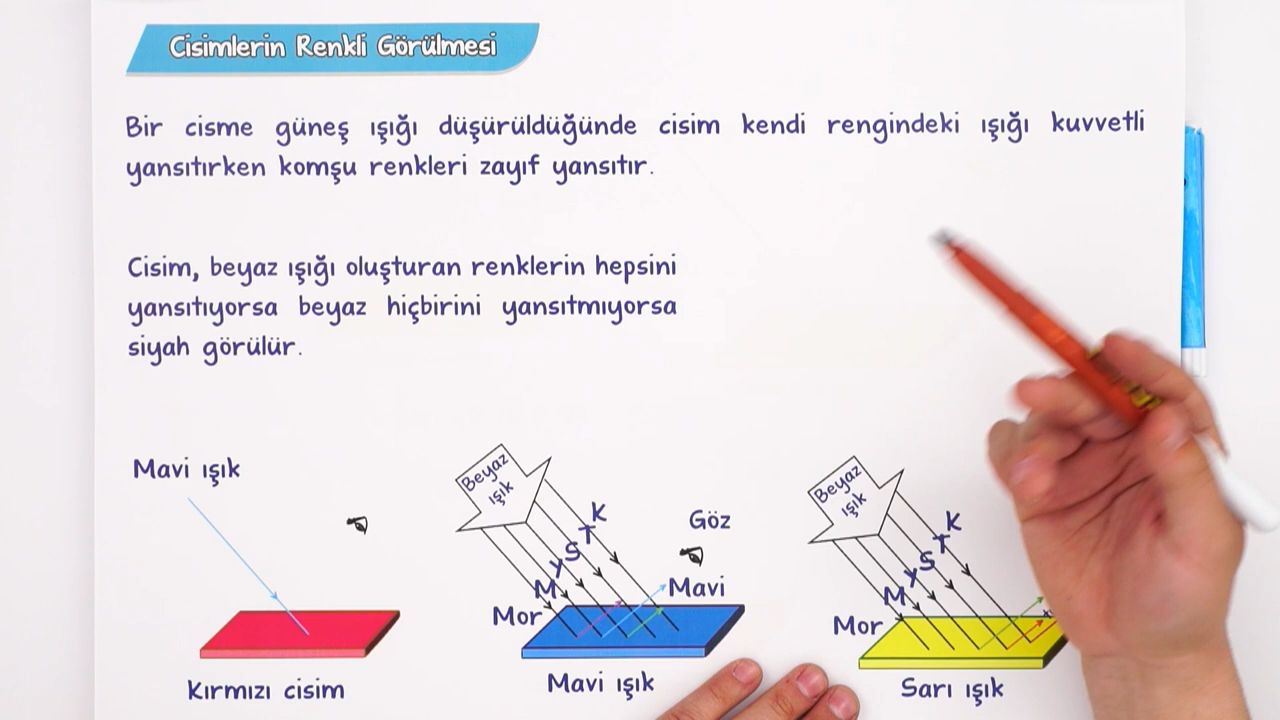 Cisimlerin Renkli Görülmesi
Bir cisme güneş ışığı düşürüldüğünde cisim kendi rengindeki ışığı kuvvetli
yansıtırken komşu renkleri zayıf yansıtır.
Cisim, beyaz ışığı oluşturan renklerin hepsini
yansıtıyorsa beyaz hiçbirini yansıtmıyorsa
siyah görülür.
Mavi ışık
Kırmızı cisim
Beyaz
ışık
K
T
S
Y
M
Mor
Göz
Mavi
Mavi ışık
Beyaz
ışık
K
T
S
Y
M
Mor
Sarı ışık